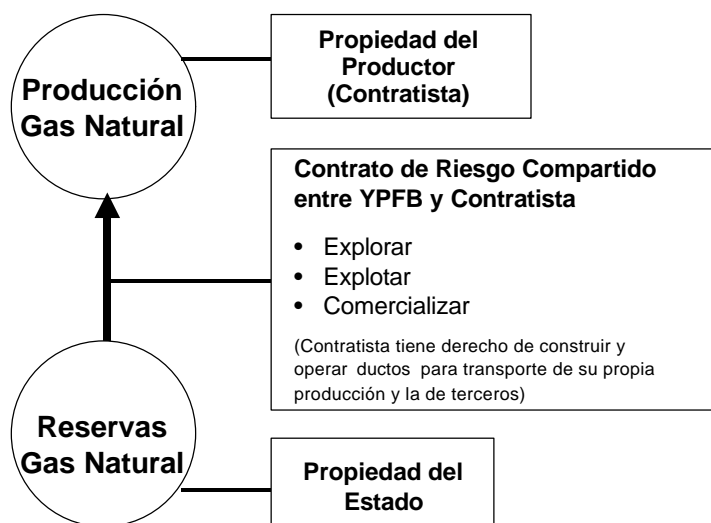 Propiedad del
Productor
(Contratista)
Producción
Gas Natural
Contrato de Riesgo Compartido
entre YPFB y Contratista
• Explorar
• Explotar
• Comercializar
(Contratista tiene derecho de construir y
operar ductos para transporte de su propia
producción y la de terceros)
Reservas
Gas Natural
Propiedad del
Estado